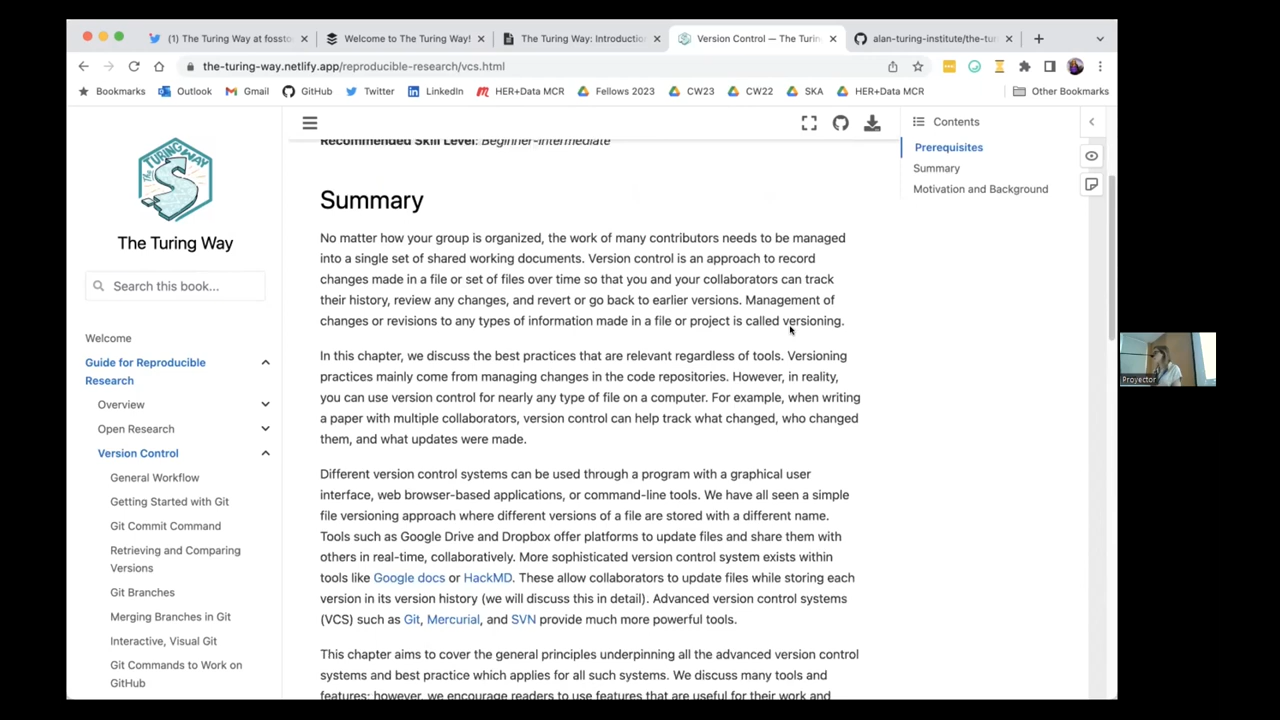 (1) The Turing Way at fossto
Welcome to The Turing Way!
The Turing Way: Introductio
Version Control — The Turin
alan-turing-institute/the-tu
the-turing-way.netlify.app/reproducible-research/vcs.html
Bookmarks
Outlook
Gmail
GitHub
Twitter
LinkedIn
HER+Data MCR
Fellows 2023
CW23
CW22
SKA
HER+Data MCR
Other Bookmarks
THE TURING WAY
The Turing Way
Search this book...
Welcome
Guide for Reproducible
Research
Overview
Open Research
Version Control
General Workflow
Getting Started with Git
Git Commit Command
Retrieving and Comparing
Versions
Git Branches
Merging Branches in Git
Interactive, Visual Git
Git Commands to Work on
GitHub
Recommended Skill Level: Beginner-Intermediate
Summary
No matter how your group is organized, the work of many contributors needs to be managed
into a single set of shared working documents. Version control is an approach to record
changes made in a file or set of files over time so that you and your collaborators can track
their history, review any changes, and revert or go back to earlier versions. Management of
changes or revisions to any types of information made in a file or project is called versioning.
In this chapter, we discuss the best practices that are relevant regardless of tools. Versioning
practices mainly come from managing changes in the code repositories. However, in reality,
you can use version control for nearly any type of file on a computer. For example, when writing
a paper with multiple collaborators, version control can help track what changed, who changed
them, and what updates were made.
Different version control systems can be used through a program with a graphical user
interface, web browser-based applications, or command-line tools. We have all seen a simple
file versioning approach where different versions of a file are stored with a different name.
Tools such as Google Drive and Dropbox offer platforms to update files and share them with
others in real-time, collaboratively. More sophisticated version control system exists within
tools like Google docs or HackMD. These allow collaborators to update files while storing each
version in its version history (we will discuss this in detail). Advanced version control systems
(VCS) such as Git, Mercurial, and SVN provide much more powerful tools.
This chapter aims to cover the general principles underpinning all the advanced version control
systems and best practice which applies for all such systems. We discuss many tools and
features; however, we encourage readers to use features that are useful for their work and
Contents
Prerequisites
Summary
Motivation and Background
Proyector